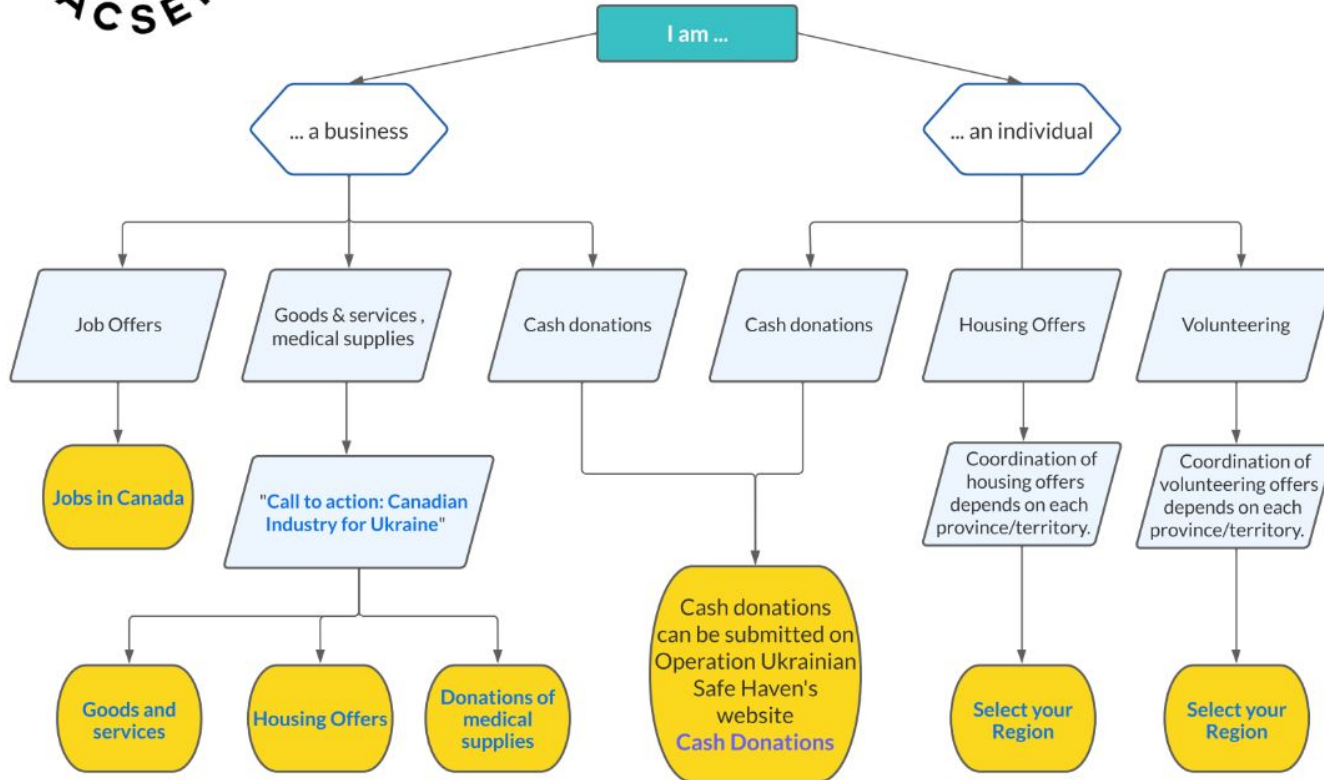 I am ...
... a business
... an individual
Job Offers
Goods & services ,
medical supplies
Cash donations
Cash donations
Housing Offers
Volunteering
Jobs in Canada
"Call to action: Canadian
Industry for Ukraine"
Coordination of
housing offers
depends on each
province/territory.
Coordination of
volunteering offers
depends on each
province/territory.
Goods and
services
Housing Offers
Donations of
medical
supplies
Cash donations
can be submitted on
Operation Ukrainian
Safe Haven's
website
Cash Donations
Select your
Region
Select your
Region